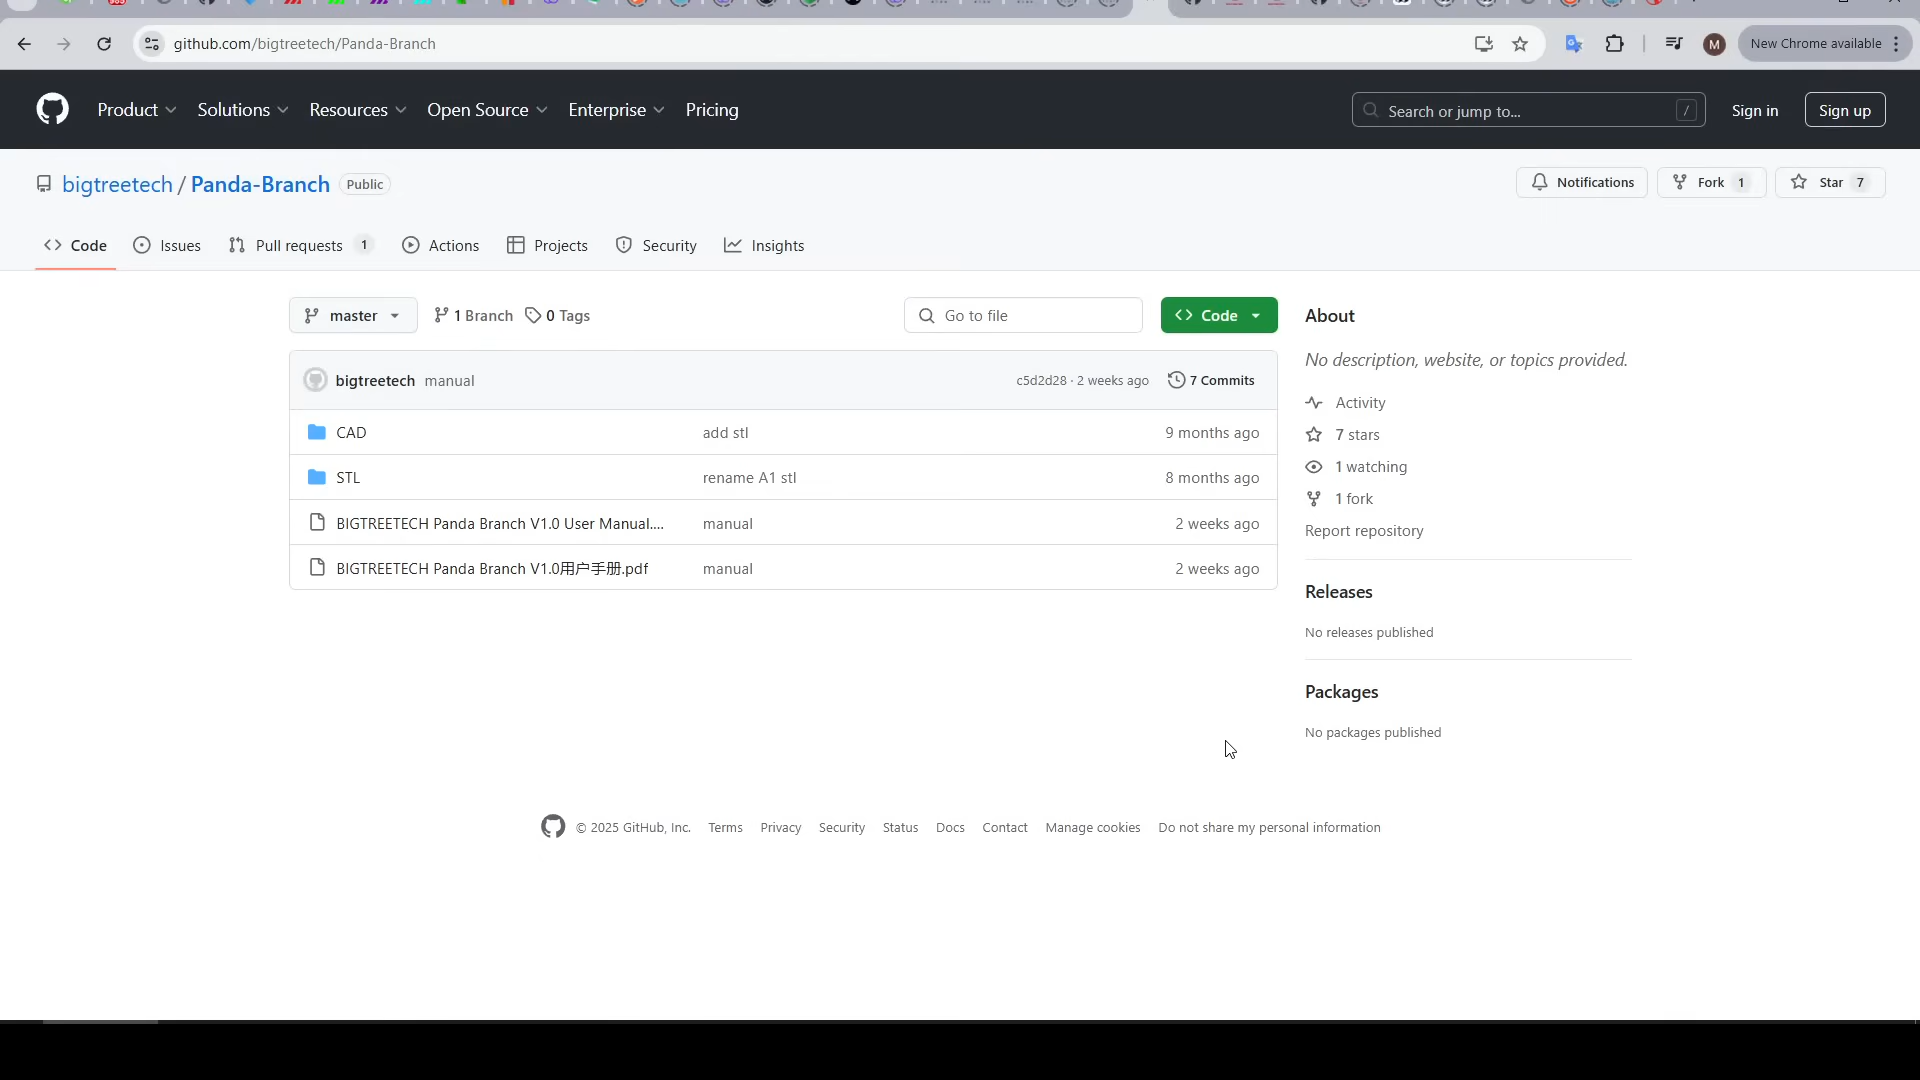 github.com/bigtreetech/Panda-Branch
M
New Chrome available
Product
Solutions
Resources
Open Source
Enterprise
Pricing
Search or jump to...
/
Sign in
Sign up
bigtreetech / Panda-Branch
Public
Notifications
Fork 1
Star 7
Code
Issues
Pull requests 1
Actions
Projects
Security
Insights
master
1 Branch
0 Tags
Go to file
Code
bigtreetech manual
c5d2d28 · 2 weeks ago
7 Commits
CAD add stl 9 months ago
STL rename A1 stl 8 months ago
BIGTREETECH Panda Branch V1.0 User Manual.... manual 2 weeks ago
BIGTREETECH Panda Branch V1.0用户手册.pdf manual 2 weeks ago
About
No description, website, or topics provided.
Activity
7 stars
1 watching
1 fork
Report repository
Releases
No releases published
Packages
No packages published
© 2025 GitHub, Inc. Terms Privacy Security Status Docs Contact Manage cookies Do not share my personal information